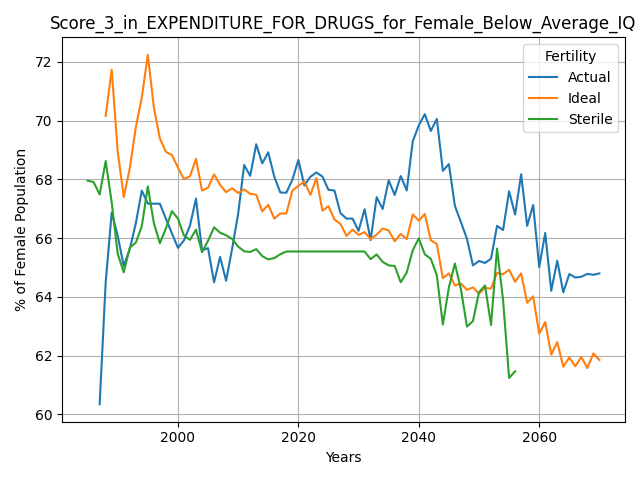 Score_3_in_EXPENDITURE_FOR_DRUGS_for_Female_Below_Average_IQ
Fertility
Actual
Ideal
Sterile
% of Female Population
72
70
68
66
64
62
60
2000
2020
2040
2060
Years